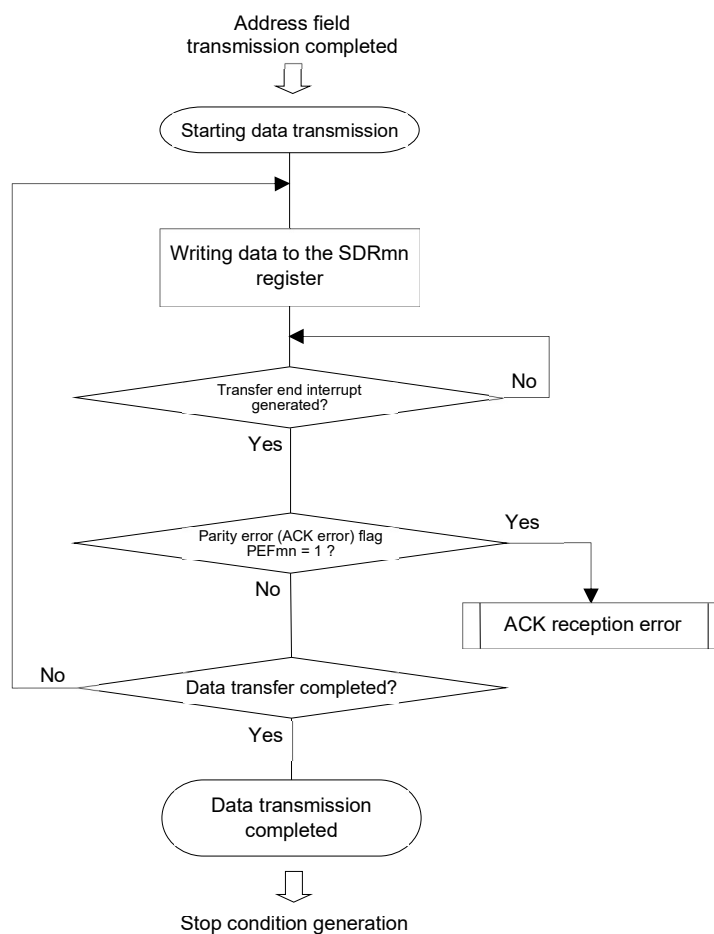 Address field
transmission completed
Starting data transmission
Writing data to the SDRmn
register
Transfer end interrupt
generated?
No
Yes
Parity error (ACK error) flag
PEFmn = 1 ?
Yes
No
ACK reception error
Data transfer completed?
No
Yes
Data transmission
completed
Stop condition generation